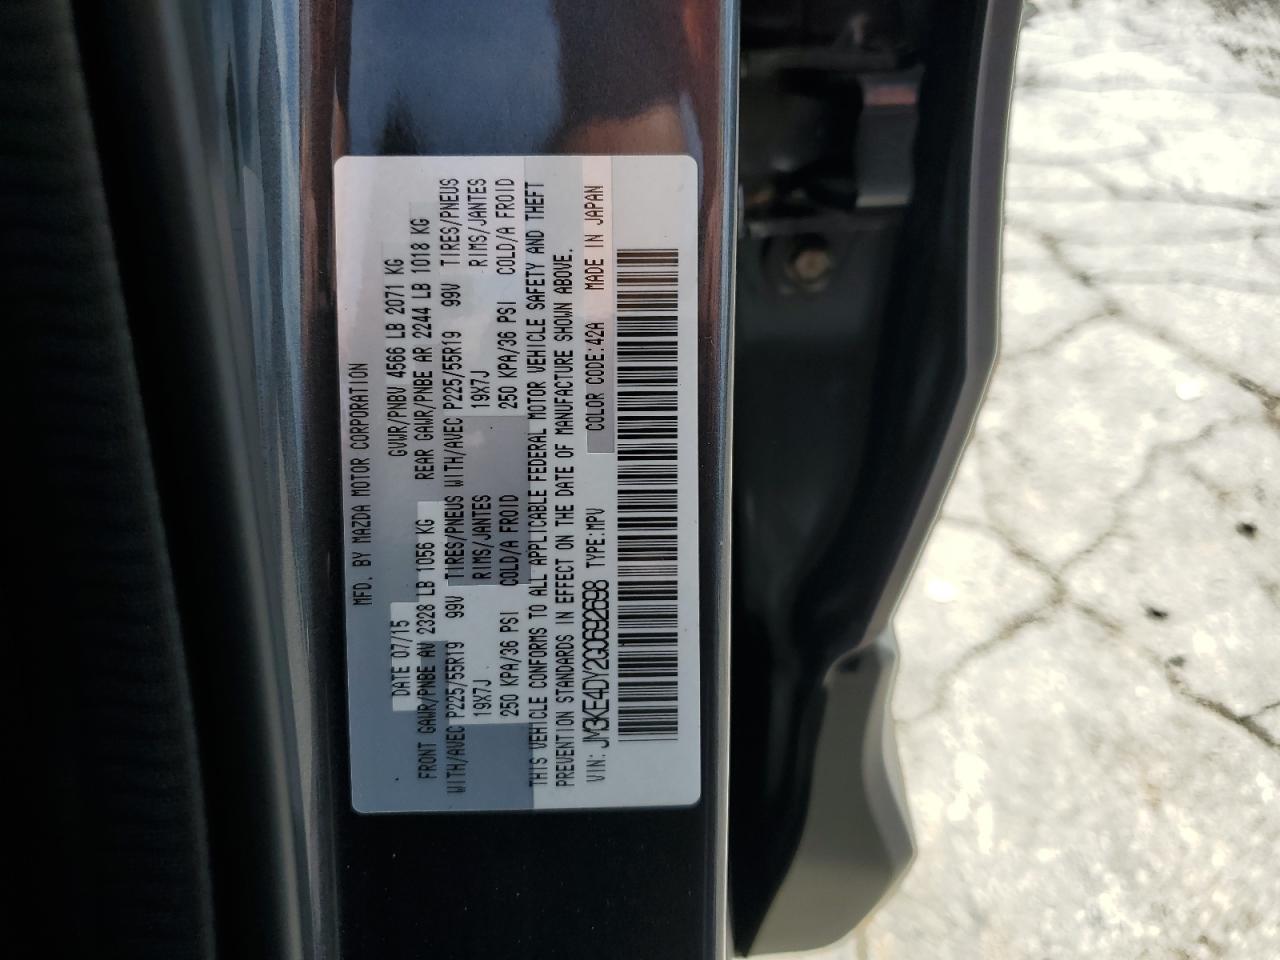 MFD. BY MAZDA MOTOR CORPORATION
DATE 07/15 GVWR/PNBV 4566 LB 2071 KG
FRONT GAWR/PNBE AV 2328 LB 1056 KG REAR GAWR/PNBE AR 2244 LB 1018 KG
WITH/AVEC P225/55R19 99V TIRES/PNEUS WITH/AVEC P225/55R19 99V TIRES/PNEUS
19X7J RIMS/JANTES 19X7J RIMS/JANTES
250 KPA/36 PSI COLD/A FROID 250 KPA/36 PSI COLD/A FROID
THIS VEHICLE CONFORMS TO ALL APPLICABLE FEDERAL MOTOR VEHICLE SAFETY AND THEFT
PREVENTION STANDARDS IN EFFECT ON THE DATE OF MANUFACTURE SHOWN ABOVE.
VIN: JM3KE4DY2G0692698 TYPE:MPV COLOR CODE:42A MADE IN JAPAN